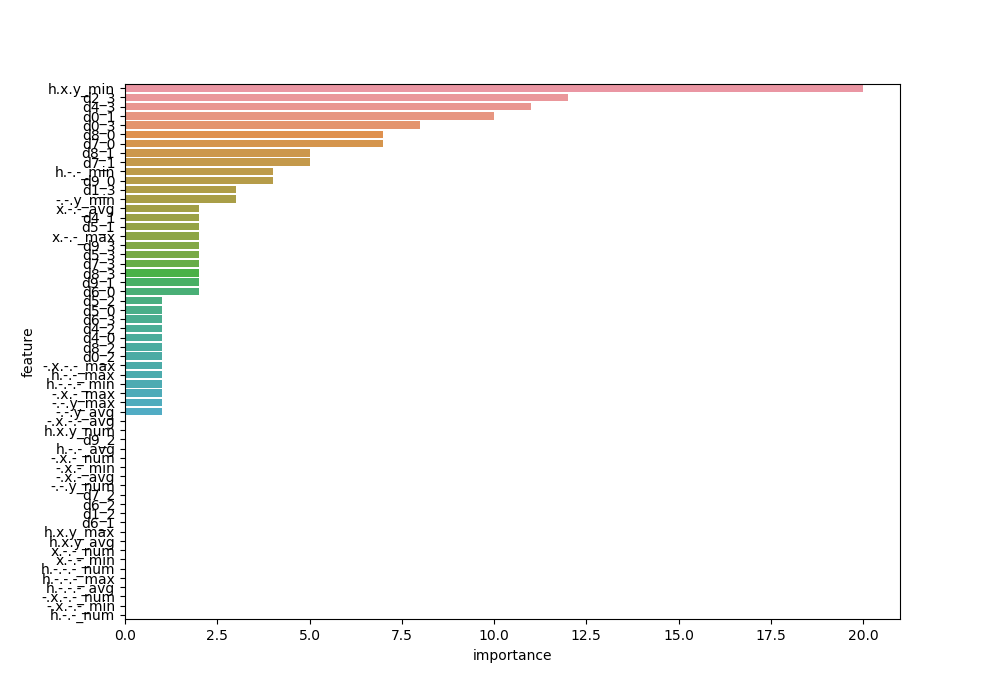 h.x.y_min
d2_3
d4_3
d0_1
d0_3
d8_0
d7_0
d8_1
d7_1
h.-.-_min
d9_0
d1_3
-.-.y_min
x.-.-_avg
d4_1
d5_1
x.-.-_max
d9_3
d5_3
d7_3
d8_3
d9_1
d6_0
d5_2
d5_0
d6_3
d4_2
d4_0
d8_2
d0_2
-.x.-.-_max
h.-.-_max
h.-.-.-_min
-.x.-_max
-.-.y_max
-.-.y_avg
-.x.-.-_avg
h.x.y_num
d9_2
h.-.-_avg
-.x.-_num
-.x.-_min
-.x.-_avg
-.-.y_num
d7_2
d6_2
d1_2
d6_1
h.x.y_max
h.x.y_avg
x.-.-_num
x.-.-_min
h.-.-.-_num
h.-.-.-_max
h.-.-.-_avg
-.x.-.-_num
-.x.-.-_min
h.-.-_num
feature
0.0 2.5 5.0 7.5 10.0 12.5 15.0 17.5 20.0
importance